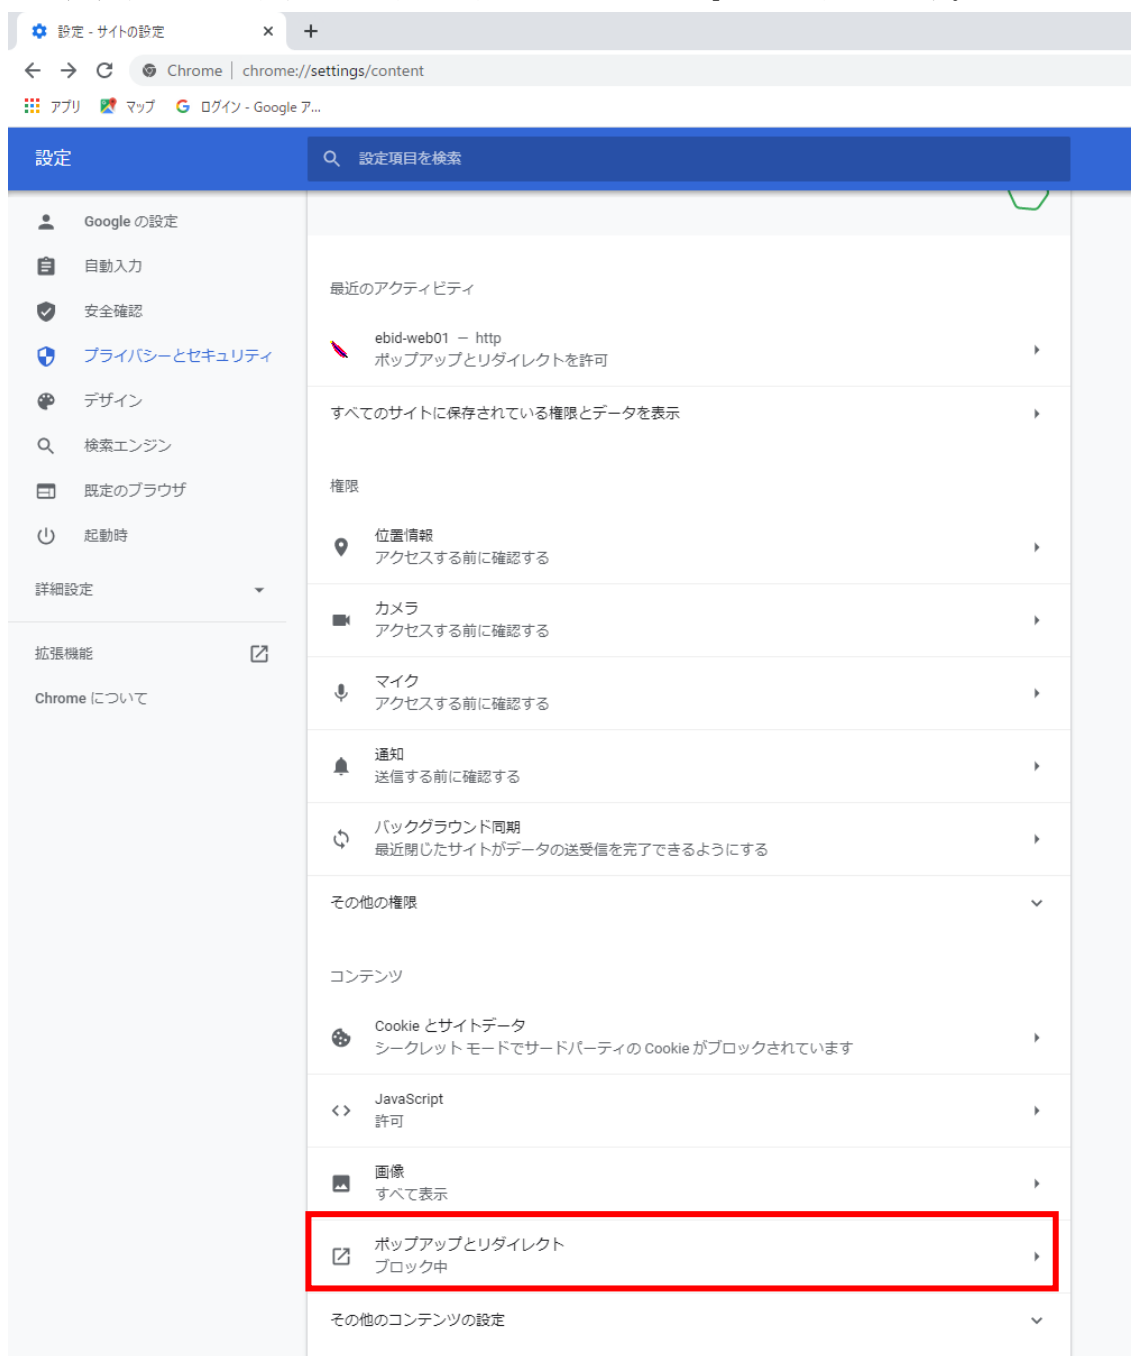 設定 - サイトの設定
Chrome | chrome://settings/content
アプリ マップ ログイン - Google ア...
設定
設定項目を検索
Google の設定
自動入力
安全確認
プライバシーとセキュリティ
デザイン
検索エンジン
既定のブラウザ
起動時
詳細設定
拡張機能
Chrome について
最近のアクティビティ
ebid-web01 — http
ポップアップとリダイレクトを許可
すべてのサイトに保存されている権限とデータを表示
権限
位置情報
アクセスする前に確認する
カメラ
アクセスする前に確認する
マイク
アクセスする前に確認する
通知
送信する前に確認する
バックグラウンド同期
最近閉じたサイトがデータの送受信を完了できるようにする
その他の権限
コンテンツ
Cookie とサイトデータ
シークレット モードでサードパーティの Cookie がブロックされています
JavaScript
許可
画像
すべて表示
ポップアップとリダイレクト
ブロック中
その他のコンテンツの設定